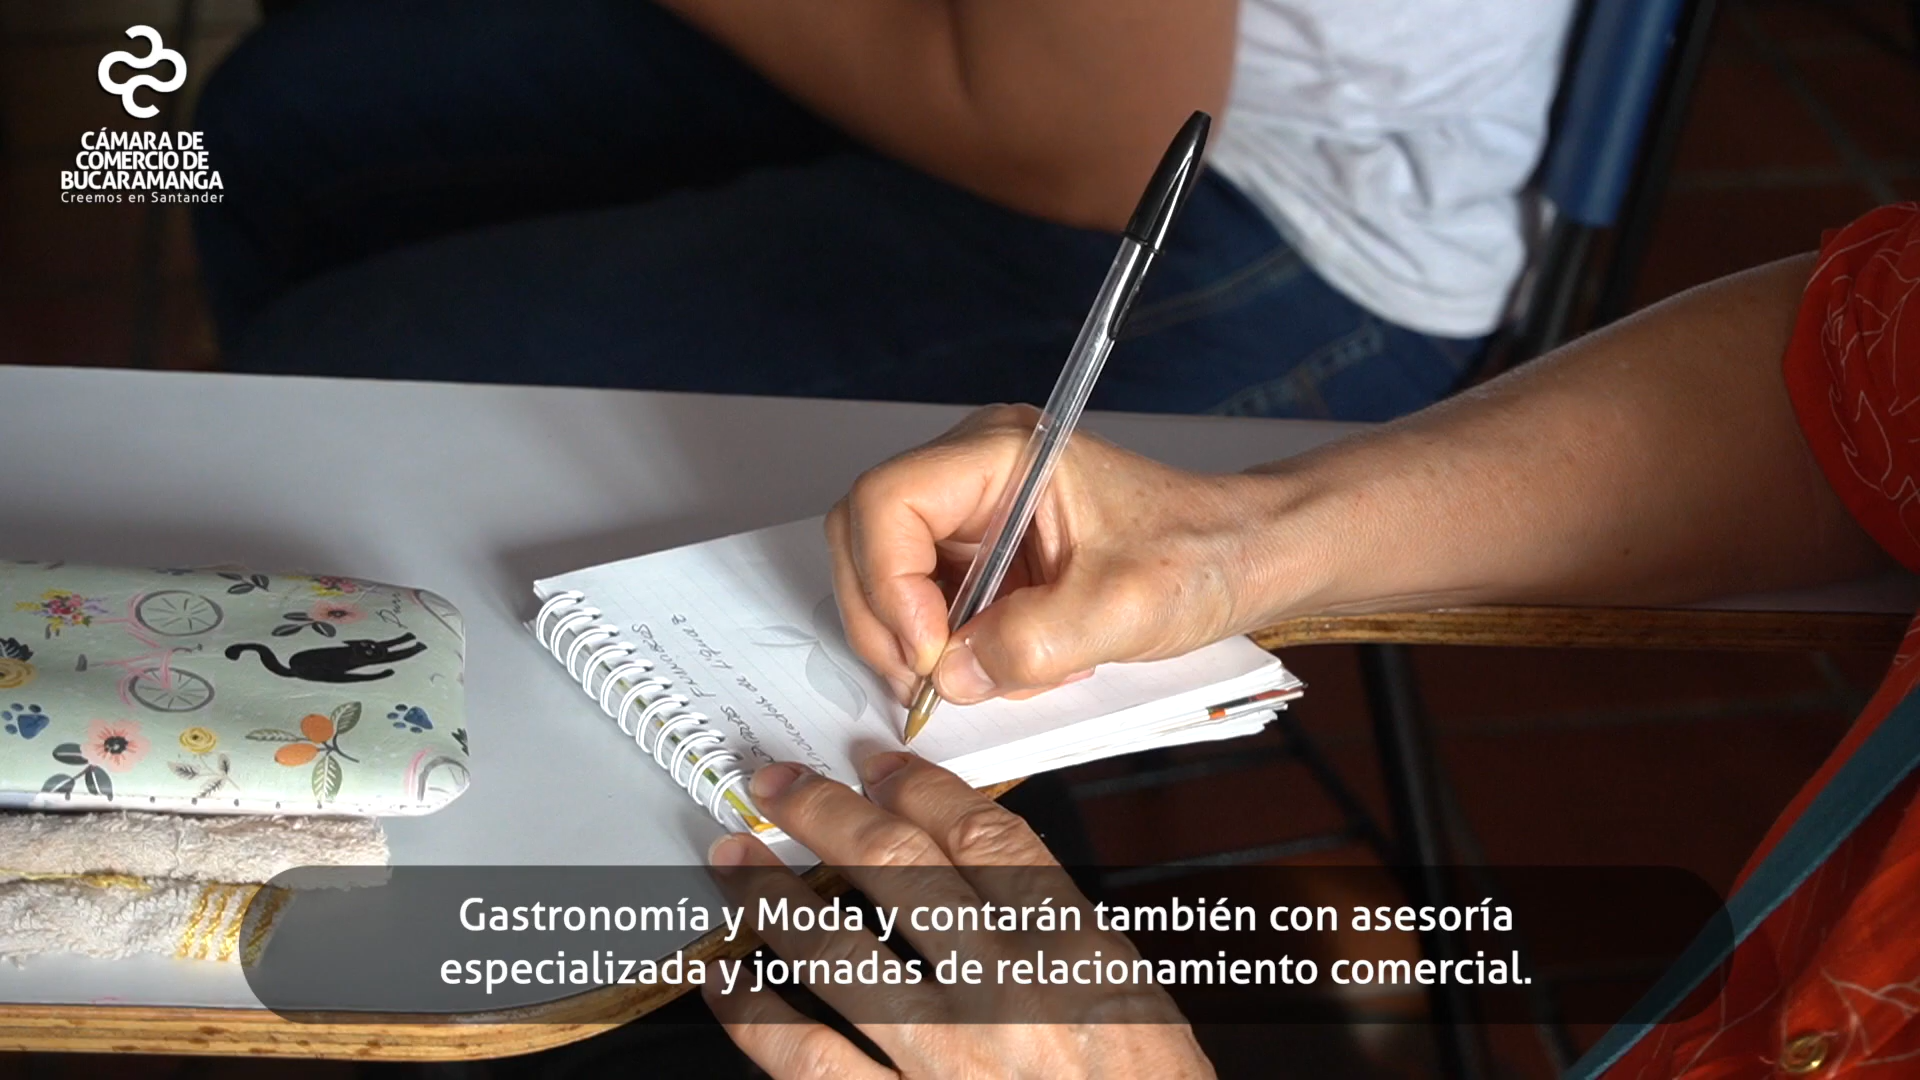 CÁMARA DE
COMERCIO DE
BUCARAMANGA
Creemos en Santander
Purr
Gastronomía y Moda y contarán también con asesoría
especializada y jornadas de relacionamiento comercial.